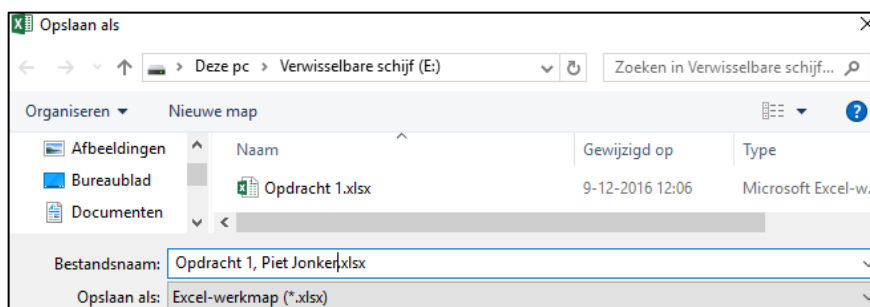 Opslaan als
Deze pc > Verwisselbare schijf (E:)
Zoeken in Verwisselbare schijf...
Organiseren
Nieuwe map
Afbeeldingen
Bureaublad
Documenten
Naam
Gewijzigd op
Type
Opdracht 1.xlsx
9-12-2016 12:06
Microsoft Excel-w.
Bestandsnaam: Opdracht 1, Piet Jonker.xlsx
Opslaan als: Excel-werkmap (*.xlsx)